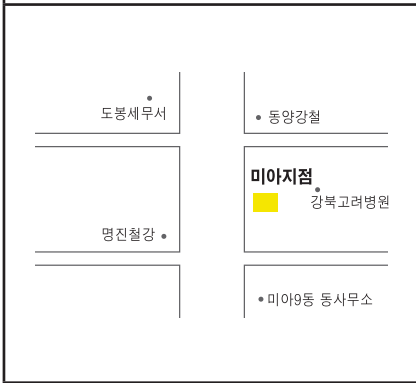 도봉세무서
동양강철
미아지점
강북고려병원
명진철강
미아9동 동사무소